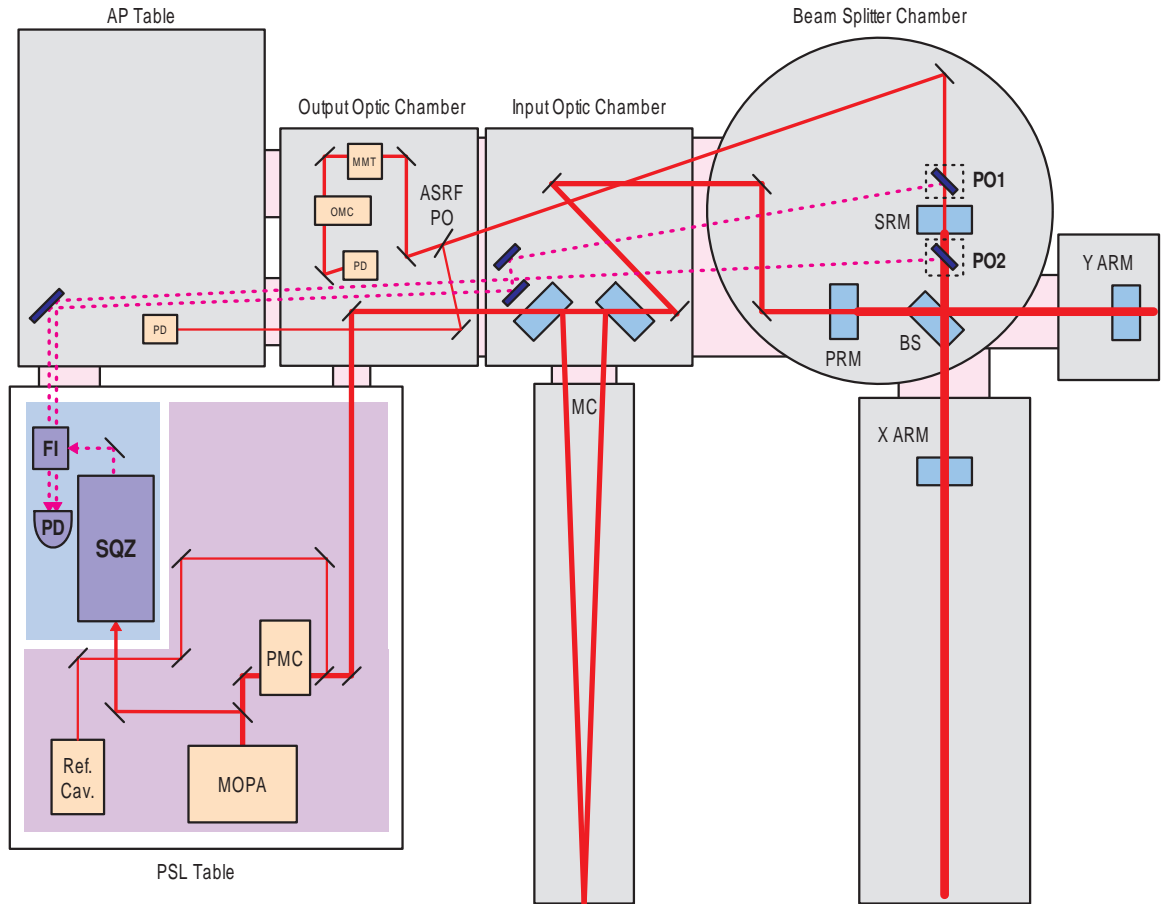 AP Table
Beam Splitter Chamber
Output Optic Chamber
Input Optic Chamber
MMT
ASRF
PO
OMC
PD
PO1
SRM
PO2
Y ARM
PD
PRM
BS
MC
X ARM
FI
PD
SQZ
PMC
Ref.
Cav.
MOPA
PSL Table